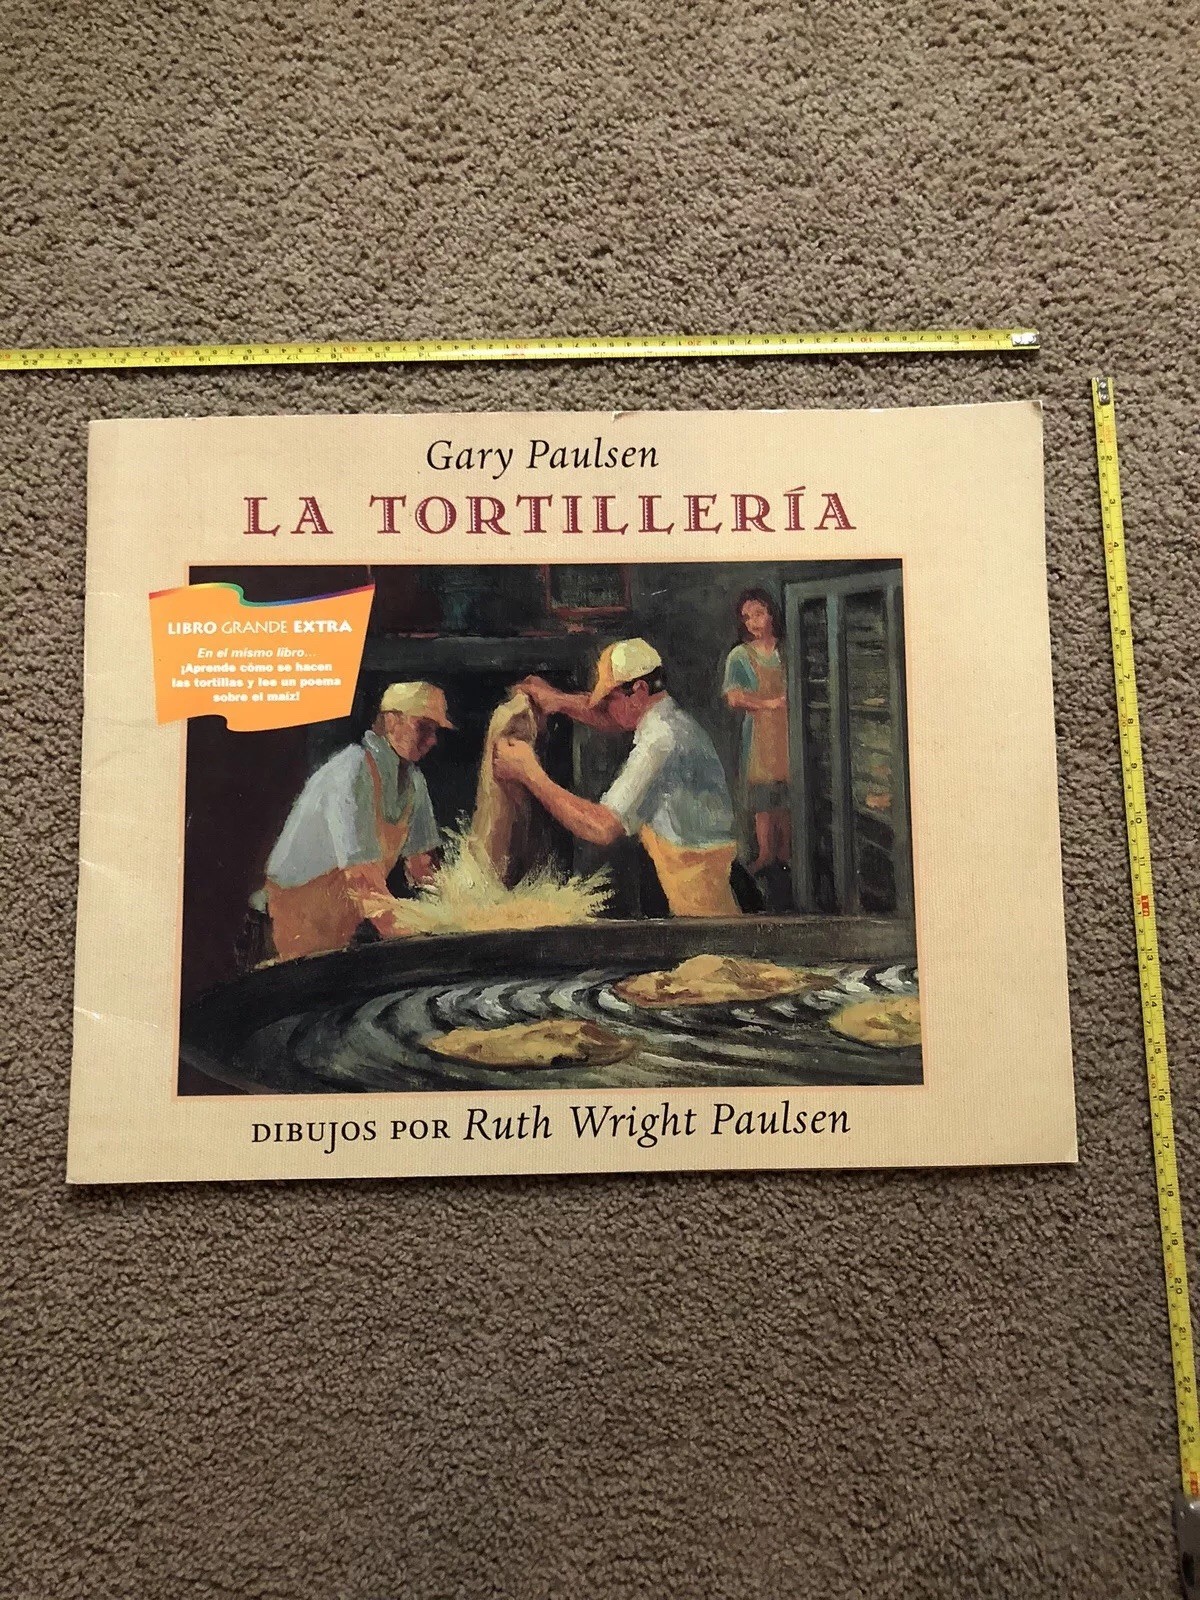 Gary Paulsen
LA TORTILLERÍA
LIBRO GRANDE EXTRA
En el mismo libro...
¡Aprende cómo se hacen
las tortillas y lee un poema
sobre el maíz!
DIBUJOS POR Ruth Wright Paulsen